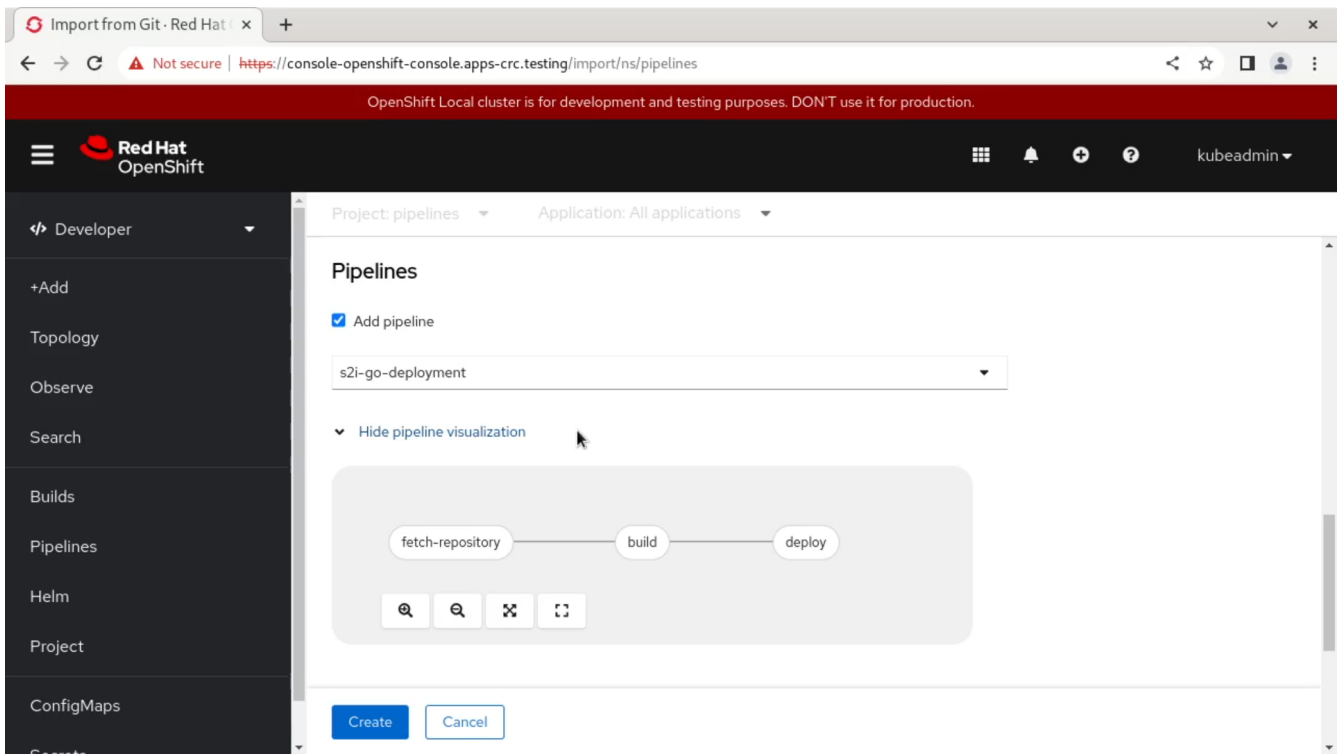 Import from Git · Red Hat
Not secure | https://console-openshift-console.apps-crc.testing/import/ns/pipelines
OpenShift Local cluster is for development and testing purposes. DON'T use it for production.
Red Hat
OpenShift
kubeadmin
Developer
Project: pipelines
Application: All applications
+Add
Topology
Observe
Search
Builds
Pipelines
Helm
Project
ConfigMaps
Secrets
Pipelines
Add pipeline
s2i-go-deployment
Hide pipeline visualization
fetch-repository
build
deploy
Create
Cancel